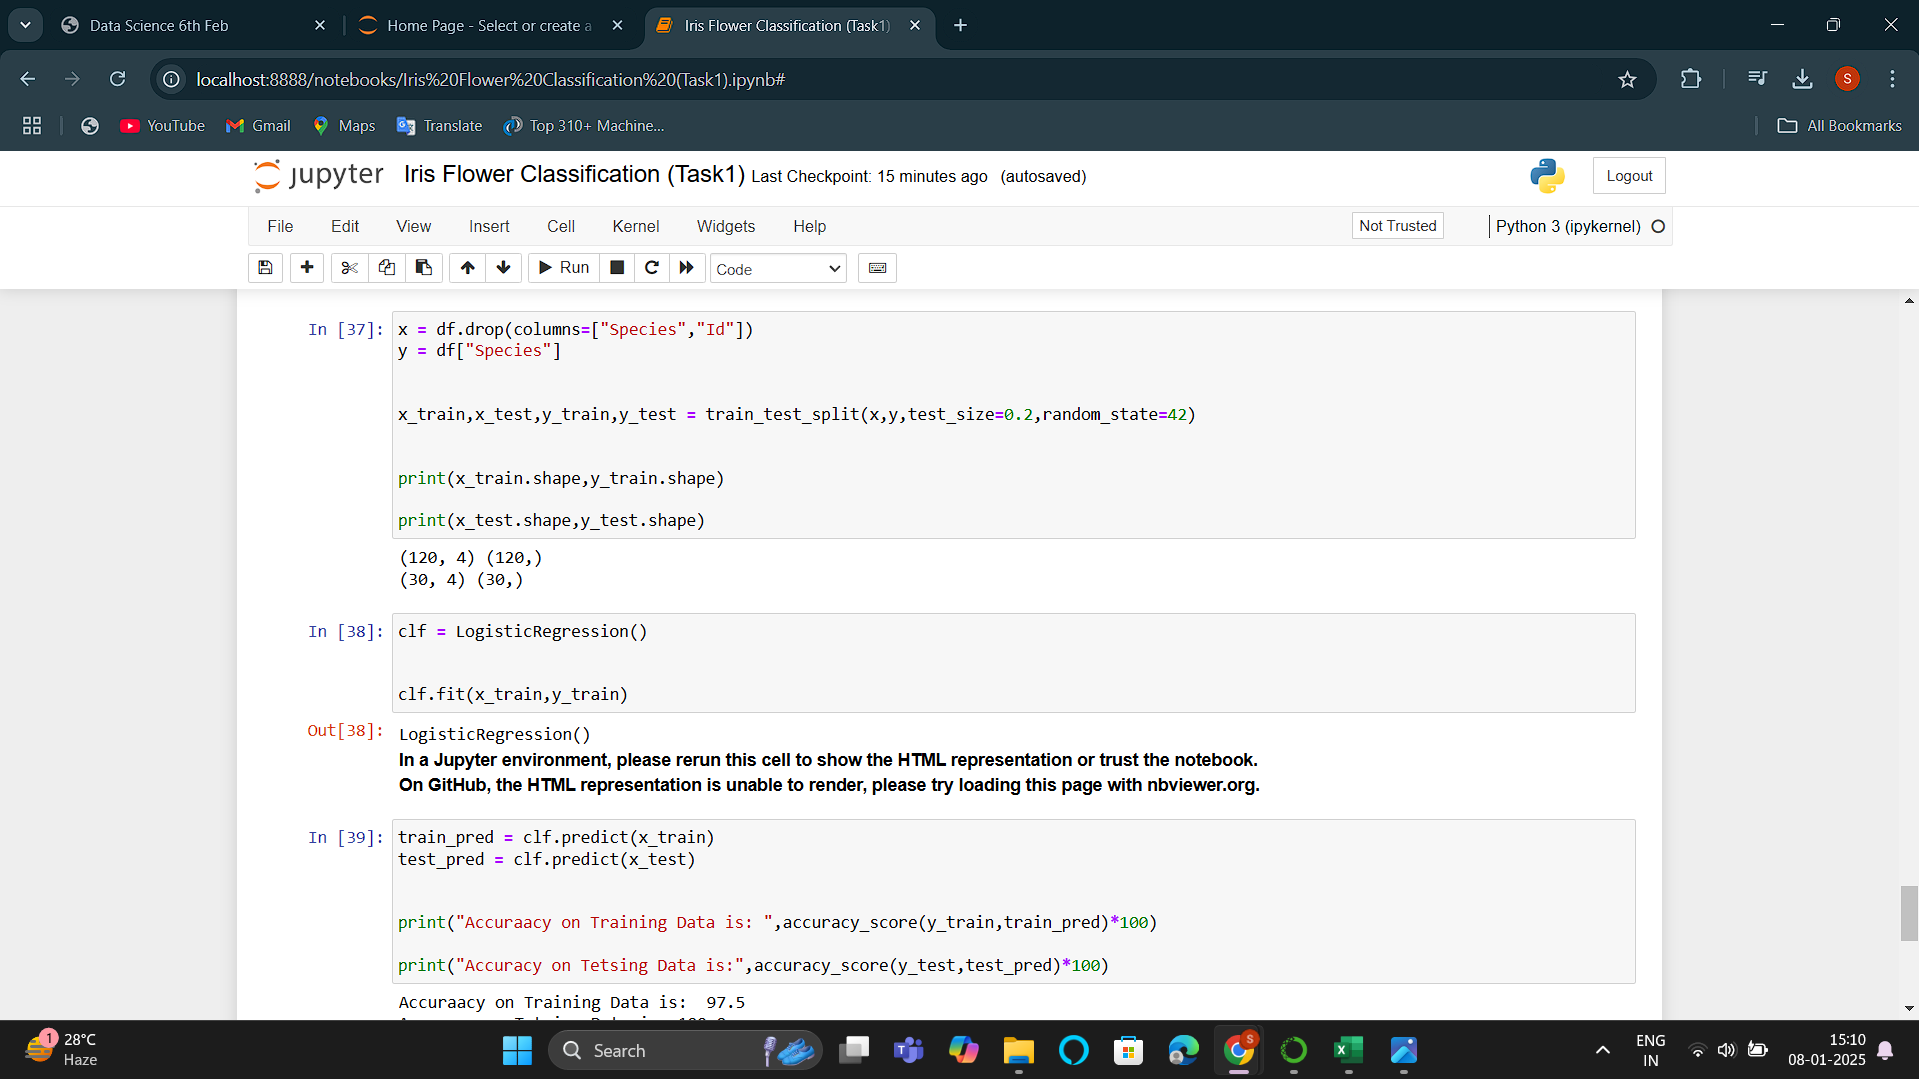 Data Science 6th Feb
Home Page - Select or create a
Iris Flower Classification (Task1)
localhost:8888/notebooks/Iris%20Flower%20Classification%20(Task1).ipynb#
S
YouTube
Gmail
Maps
Translate
Top 310+ Machine...
All Bookmarks
jupyter Iris Flower Classification (Task1) Last Checkpoint: 15 minutes ago (autosaved)
Logout
File Edit View Insert Cell Kernel Widgets Help
Not Trusted
Python 3 (ipykernel)
Run
Code
In [37]: x = df.drop(columns=["Species","Id"])
y = df["Species"]
x_train,x_test,y_train,y_test = train_test_split(x,y,test_size=0.2,random_state=42)
print(x_train.shape,y_train.shape)
print(x_test.shape,y_test.shape)
(120, 4) (120,)
(30, 4) (30,)
In [38]: clf = LogisticRegression()
clf.fit(x_train,y_train)
Out[38]: LogisticRegression()
In a Jupyter environment, please rerun this cell to show the HTML representation or trust the notebook.
On GitHub, the HTML representation is unable to render, please try loading this page with nbviewer.org.
In [39]: train_pred = clf.predict(x_train)
test_pred = clf.predict(x_test)
print("Accuraacy on Training Data is: ",accuracy_score(y_train,train_pred)*100)
print("Accuracy on Tetsing Data is:",accuracy_score(y_test,test_pred)*100)
Accuraacy on Training Data is:  97.5
1
28°C
Haze
Search
S
ENG
IN
15:10
08-01-2025